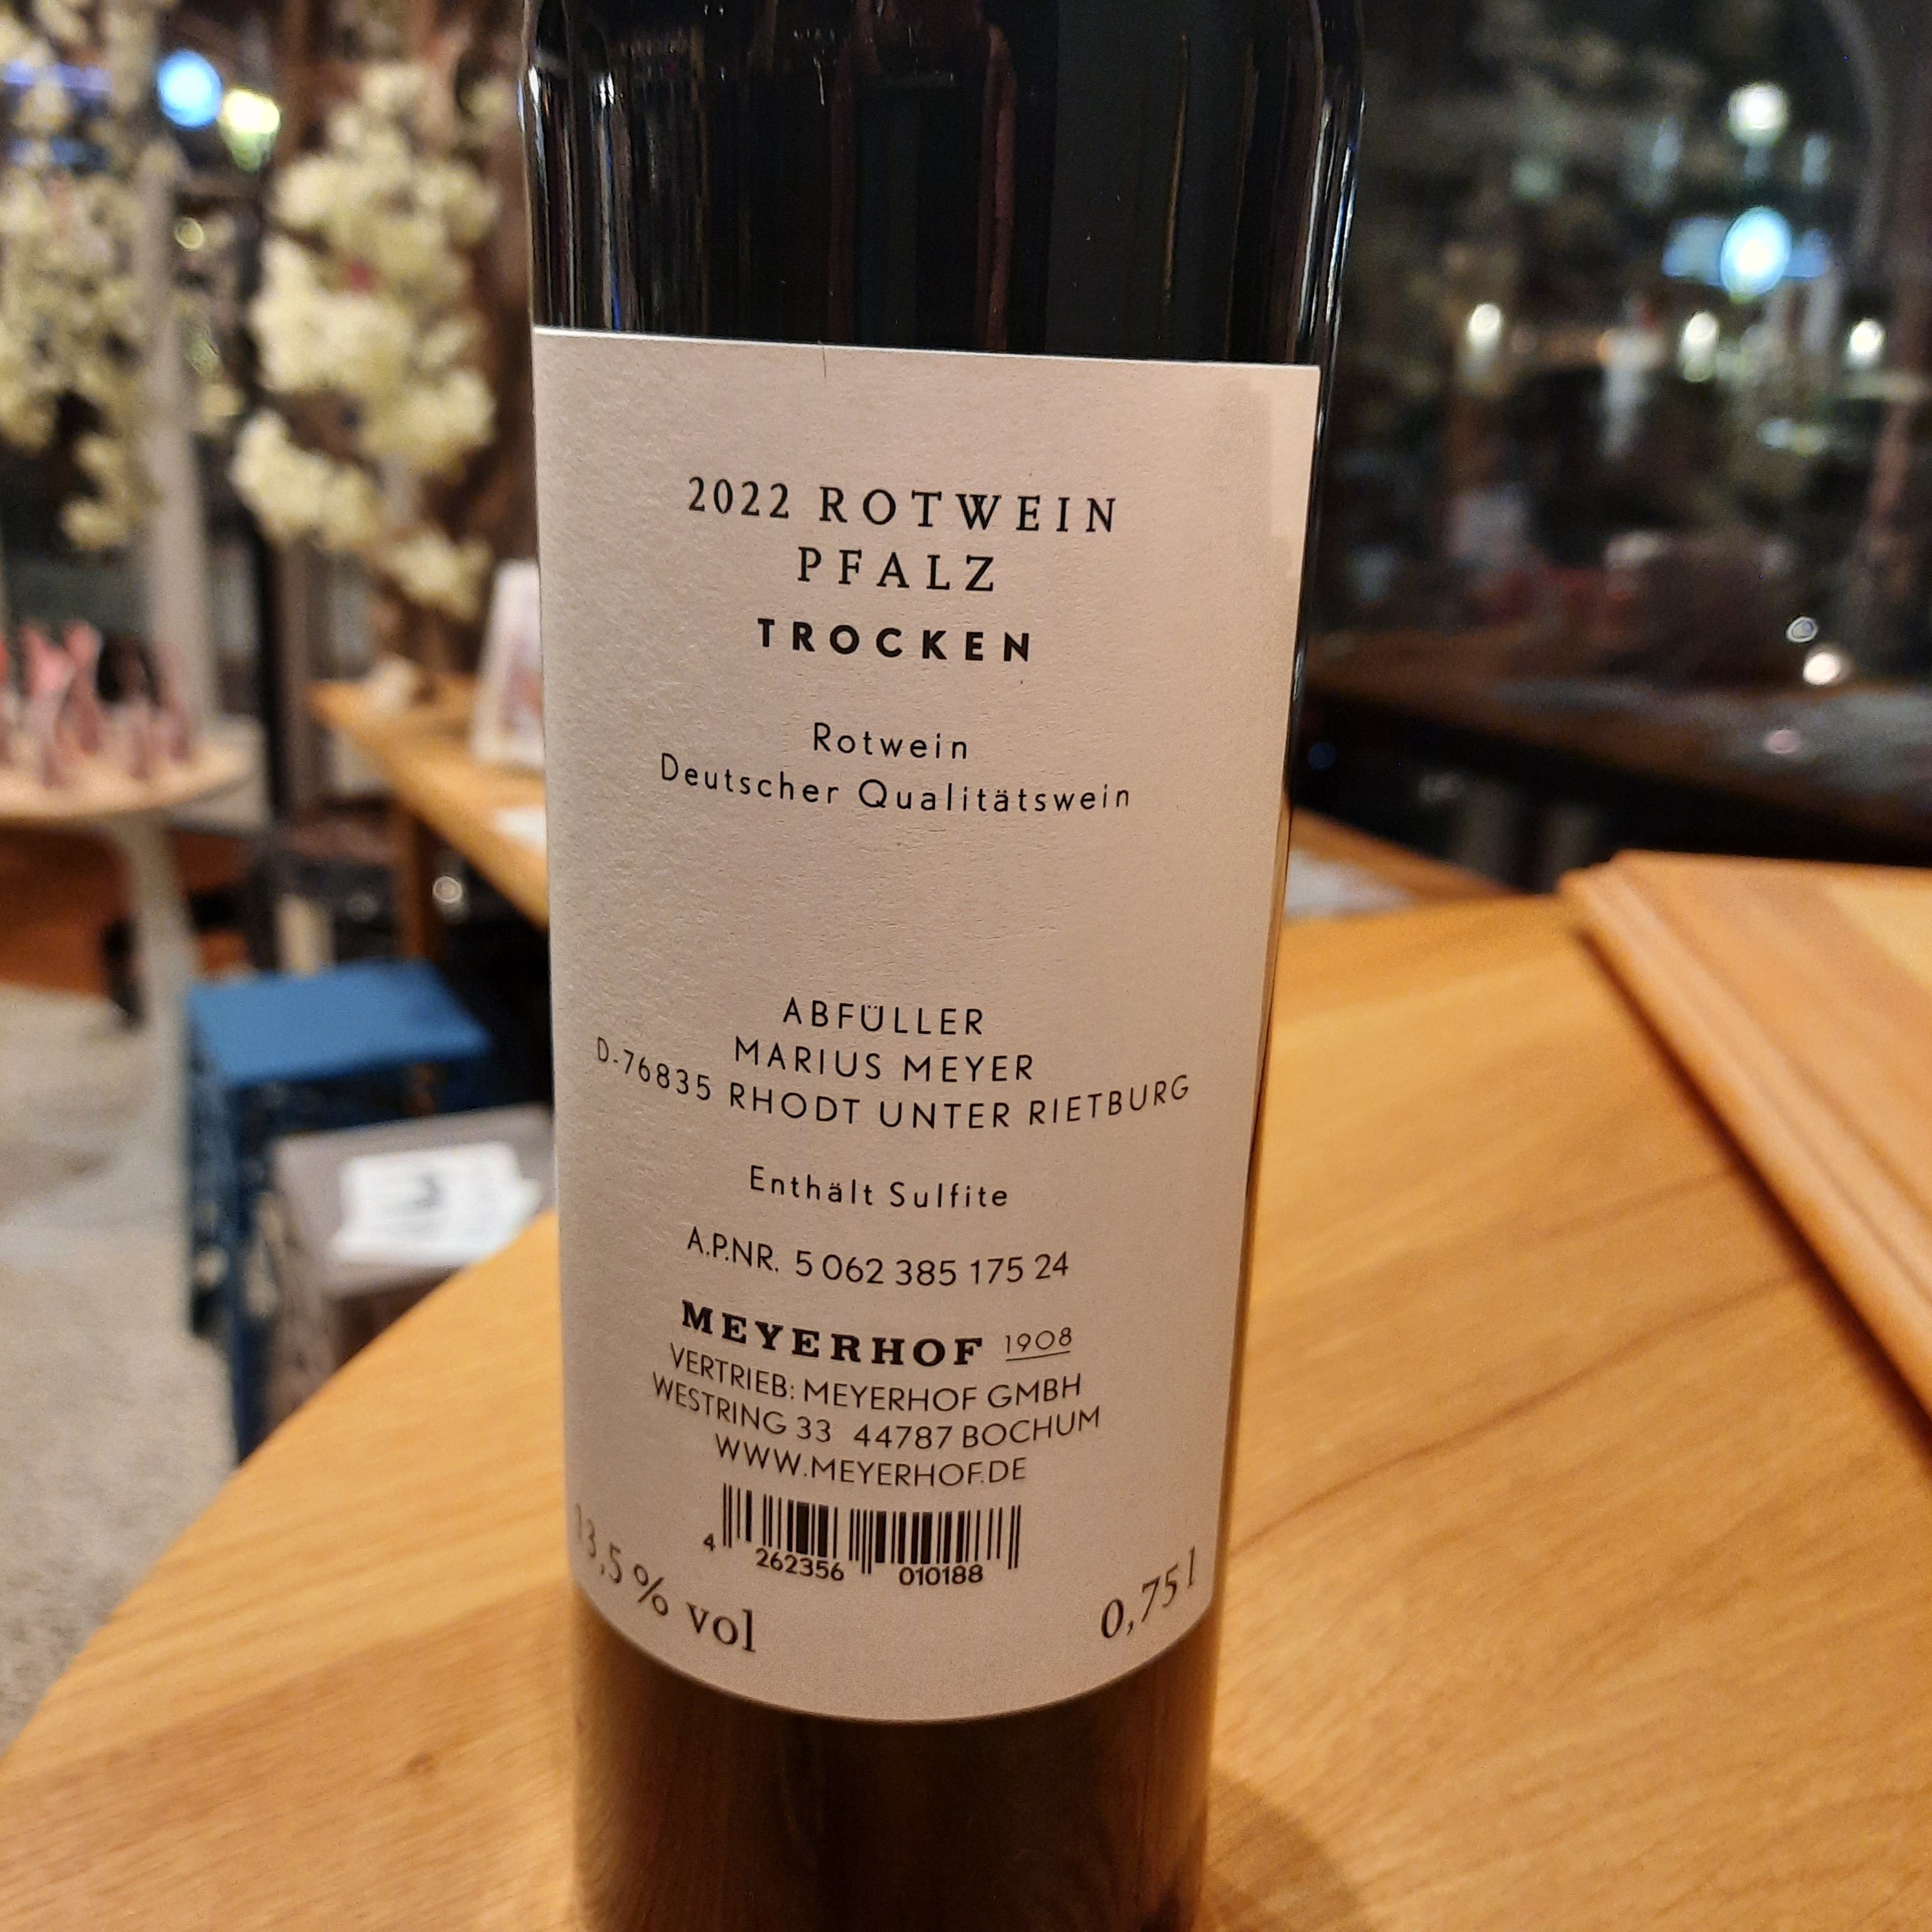 2022 ROTWEIN
PFALZ
TROCKEN
Rotwein
Deutscher Qualitätswein
ABFÜLLER
MARIUS MEYER
D-76835 RHODT UNTER RIETBURG
Enthält Sulfite
A.P.NR. 5 062 385 175 24
MEYERHOF 1908
VERTRIEB: MEYERHOF GMBH
WESTRING 33 44787 BOCHUM
WWW.MEYERHOF.DE
4 262356 010188
13,5 % vol
0,75 l